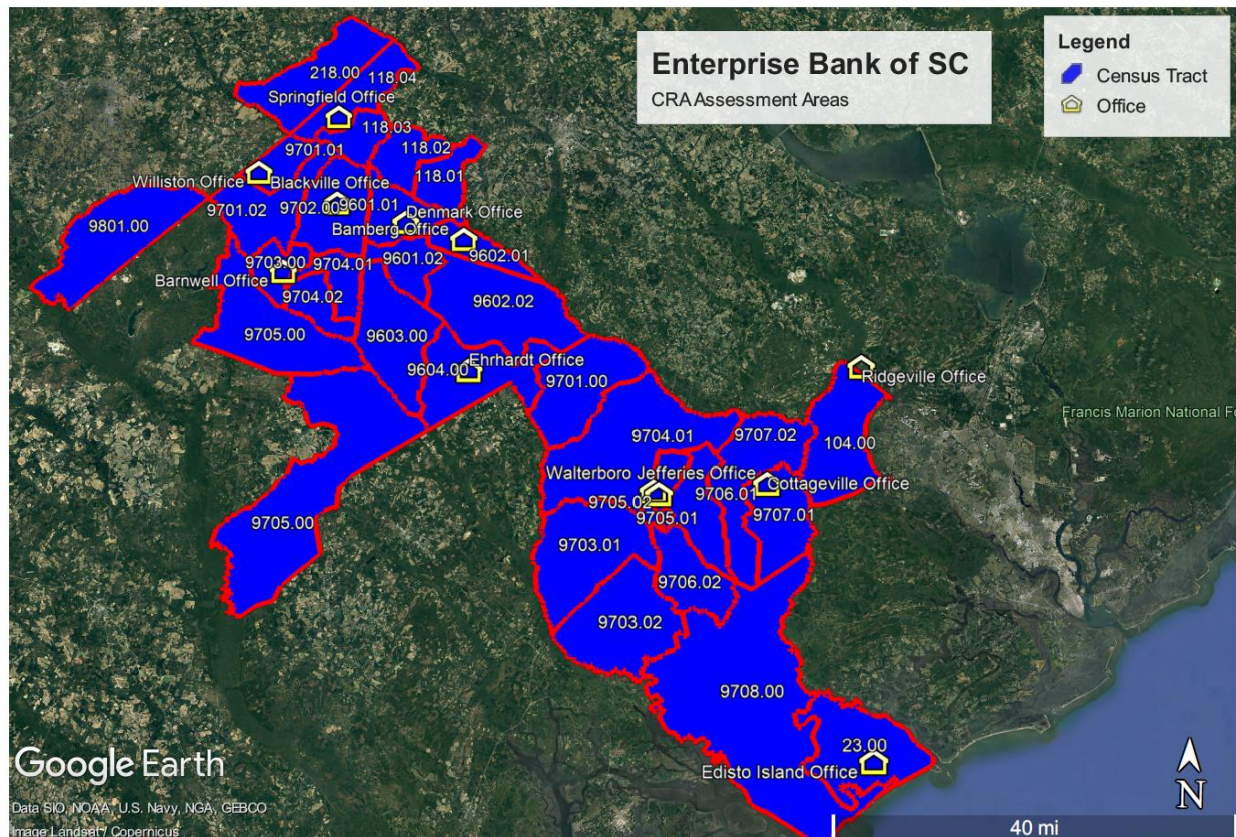 Enterprise Bank of SC
CRA Assessment Areas
Legend
Census Tract
Office
218.00
118.04
Springfield Office
118.03
118.02
9701.01
118.01
Williston Office
Blackville Office
9701.02
9702.00
9601.01
Denmark Office
9801.00
Bamberg Office
9602.01
9703.00
9704.01
9601.02
Barnwell Office
9704.02
9602.02
9705.00
9603.00
Ehrhardt Office
9604.00
9701.00
Ridgeville Office
Francis Marion National Fo
9704.01
9707.02
104.00
Walterboro Jefferies Office
Cottageville Office
9705.02
9706.01
9705.01
9707.01
9705.00
9703.01
9706.02
9703.02
9708.00
23.00
Edisto Island Office
Google Earth
Data SIO, NOAA, U.S. Navy, NGA, GEBCO
Image Landsat / Copernicus
N
40 mi